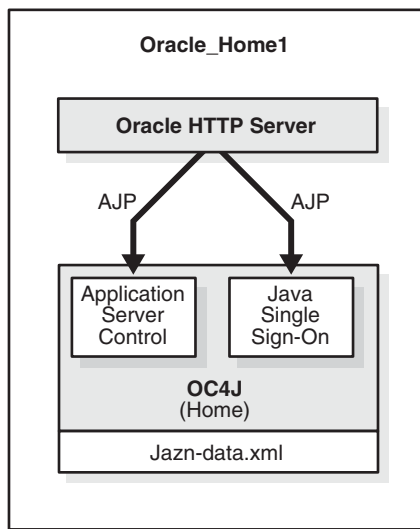 Oracle_Home1
Oracle HTTP Server
AJP
AJP
Application
Server
Control
Java
Single
Sign-On
OC4J
(Home)
Jazn-data.xml